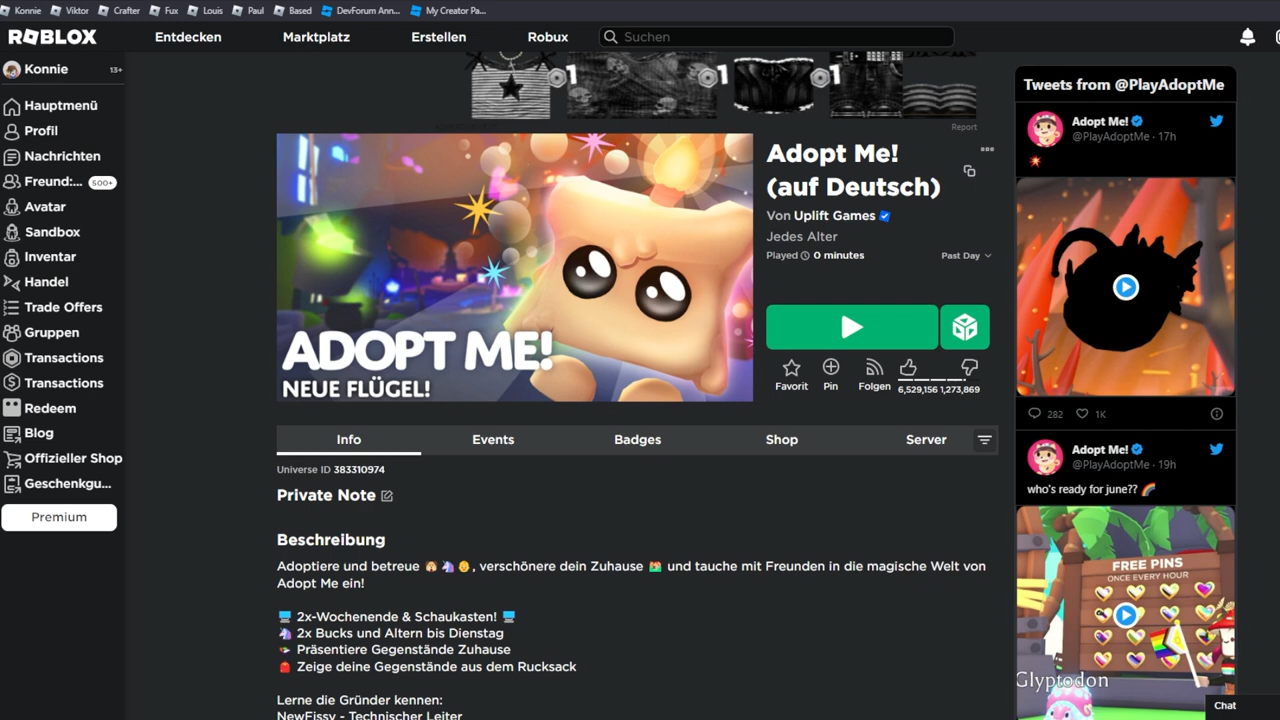 Konnie Viktor Crafter Fux Louis Paul Based DevForum Ann... My Creator Pa...
ROBLOX Entdecken Marktplatz Erstellen Robux Suchen
Konnie 13+
Hauptmenü
Profil
Nachrichten
Freund:... 500+
Avatar
Sandbox
Inventar
Handel
Trade Offers
Gruppen
Transactions
Transactions
Redeem
Blog
Offizieller Shop
Geschenkgu...
Premium
1 1 1
Report
ADOPT ME!
NEUE FLÜGEL!
Adopt Me!
(auf Deutsch)
Von Uplift Games
Jedes Alter
Played 0 minutes Past Day
Favorit Pin Folgen 6,529,156 1,273,869
Info Events Badges Shop Server
Universe ID 383310974
Private Note
Beschreibung
Adoptiere und betreue 👧🦄👶, verschönere dein Zuhause 🏡 und tauche mit Freunden in die magische Welt von
Adopt Me ein!
🖥️ 2x-Wochenende & Schaukasten! 🖥️
🦄 2x Bucks und Altern bis Dienstag
Präsentiere Gegenstände Zuhause
🎒 Zeige deine Gegenstände aus dem Rucksack
Lerne die Gründer kennen:
NewFissy - Technischer Leiter
Tweets from @PlayAdoptMe
Adopt Me!
@PlayAdoptMe · 17h
💥
282 1K
Adopt Me!
@PlayAdoptMe · 19h
who's ready for june?? 🌈
FREE PINS
ONCE EVERY HOUR
Glyptodon
Chat